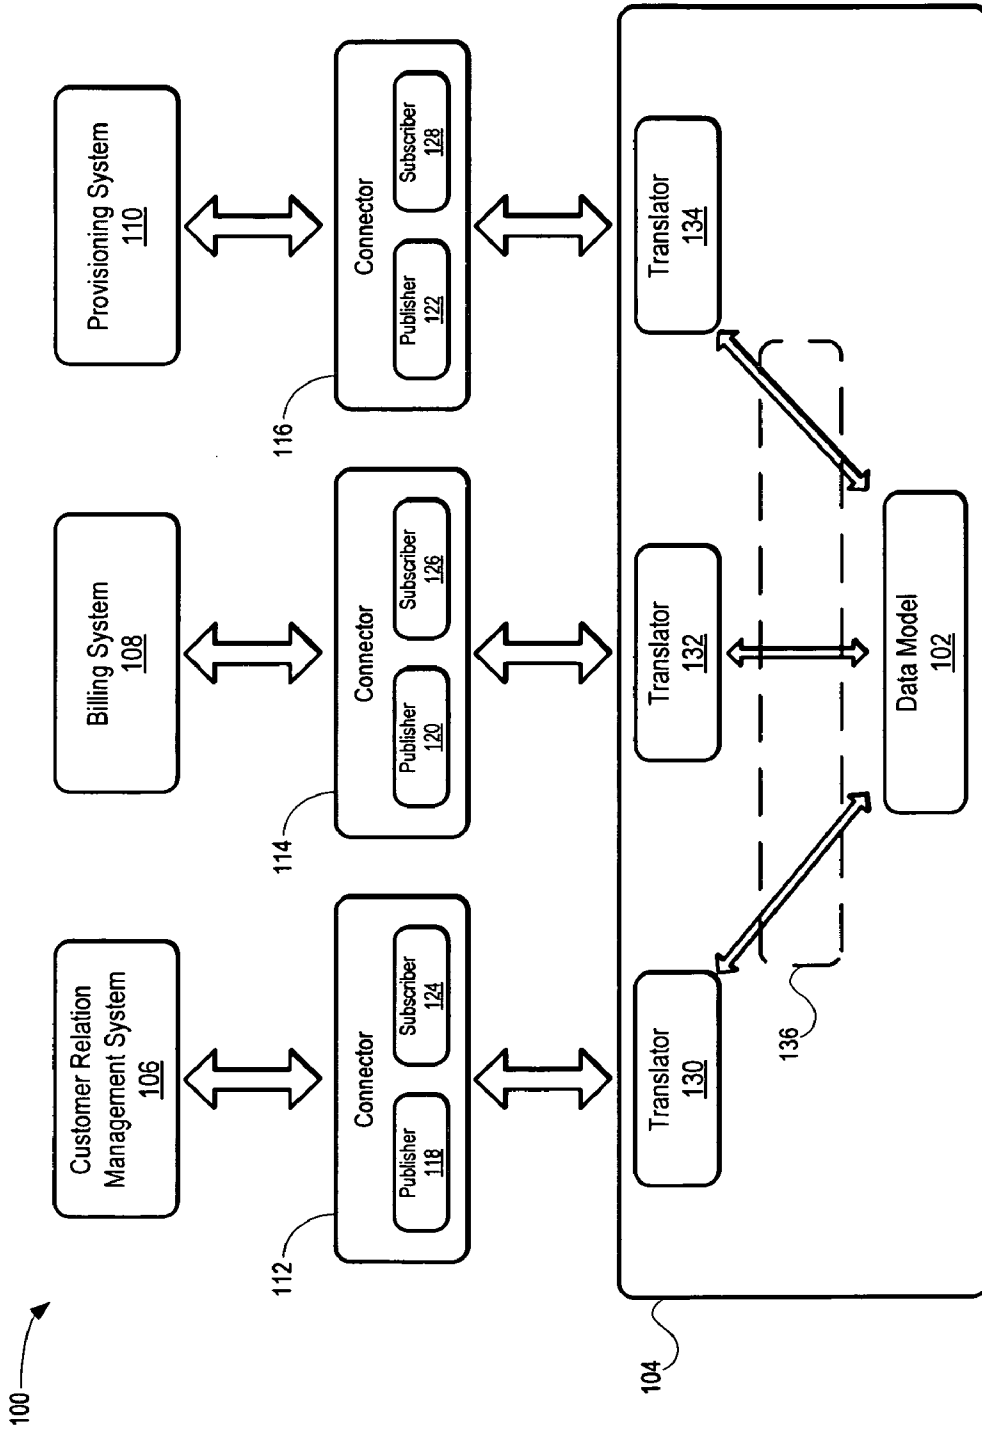 100
Customer Relation
Management System
106
Billing System
108
Provisioning System
110
112
Connector
Publisher
118
Subscriber
124
114
Connector
Publisher
120
Subscriber
126
116
Connector
Publisher
122
Subscriber
128
104
Translator
130
Translator
132
Translator
134
136
Data Model
102